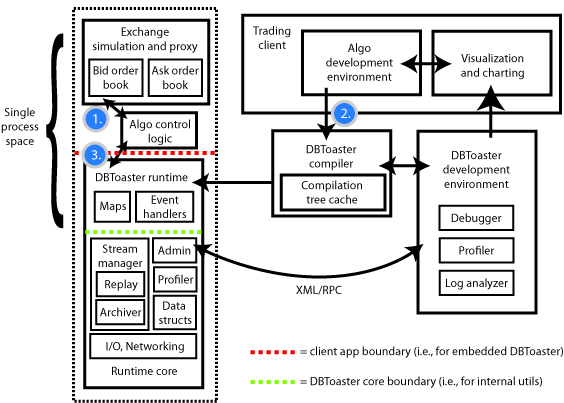 Exchange
simulation and proxy
Bid order
book
Ask order
book
Single
process
space
1.
Algo control
logic
3.
DBToaster runtime
Maps
Event
handlers
Stream
manager
Replay
Archiver
Admin
Profiler
Data
structs
I/O, Networking
Runtime core
Trading
client
Algo
development
environment
Visualization
and charting
2.
DBToaster
compiler
Compilation
tree cache
DBToaster
development
environment
Debugger
Profiler
Log analyzer
XML/RPC
= client app boundary (i.e., for embedded DBToaster)
= DBToaster core boundary (i.e., for internal utils)